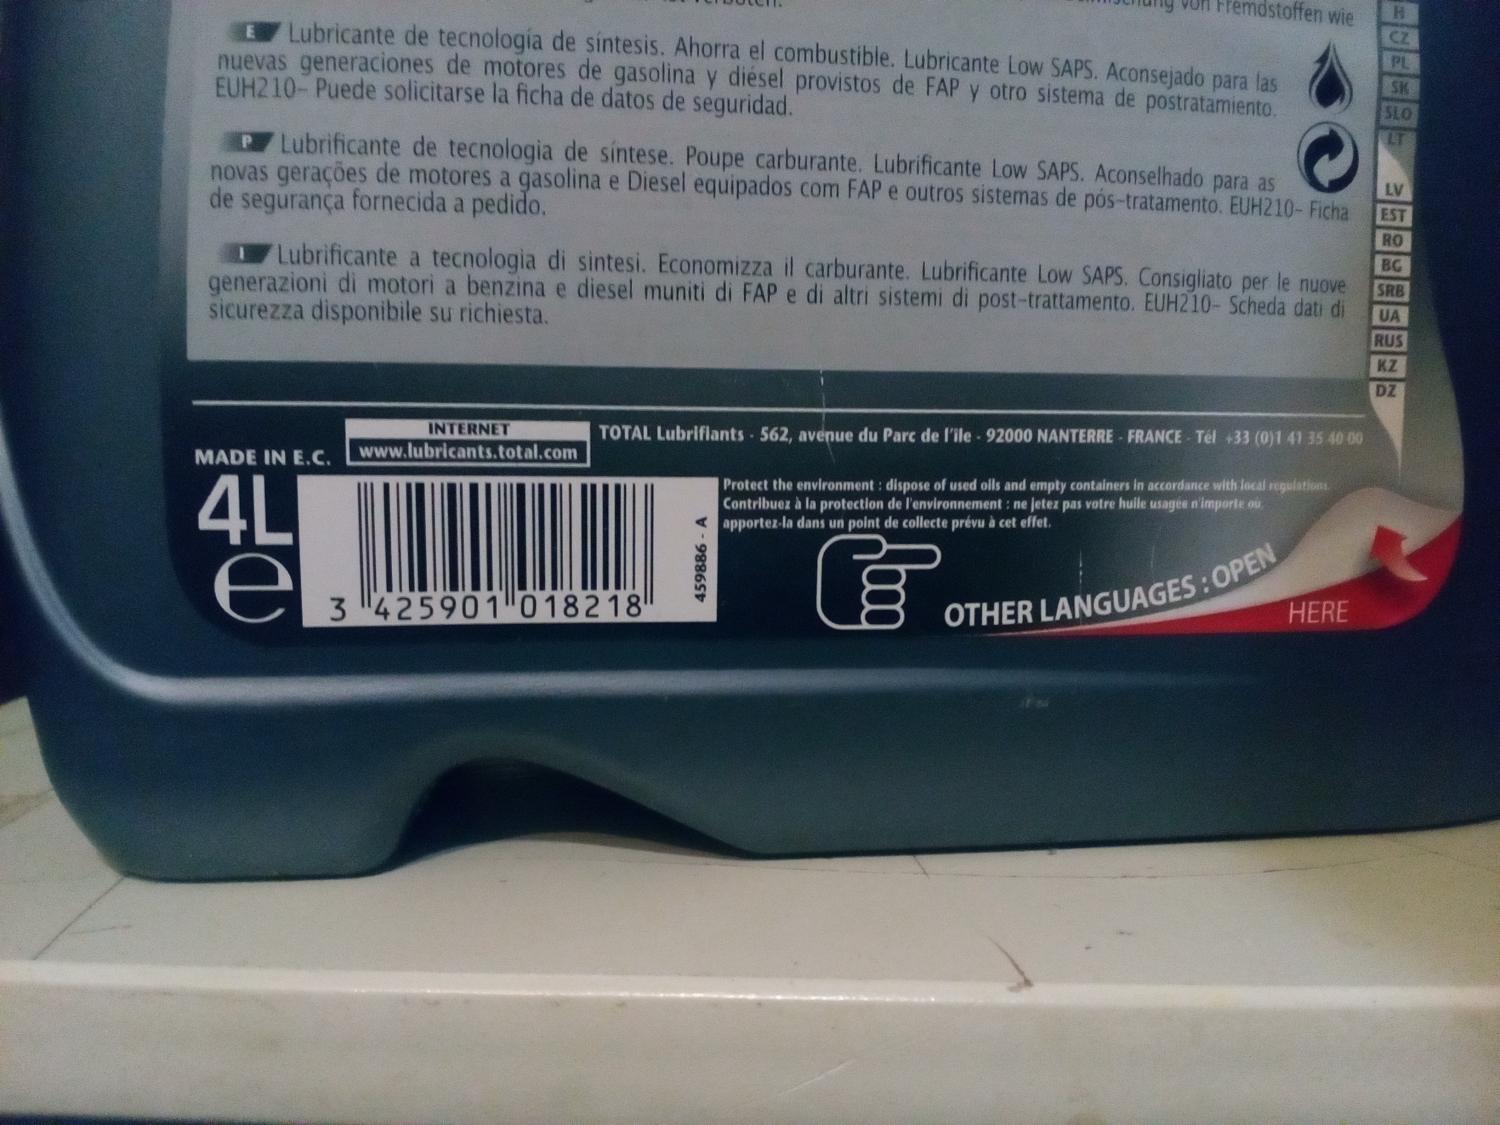 von Fremdstoffen wie
E Lubricante de tecnología de síntesis. Ahorra el combustible. Lubricante Low SAPS. Aconsejado para las
nuevas generaciones de motores de gasolina y diésel provistos de FAP y otro sistema de postratamiento.
EUH210– Puede solicitarse la ficha de datos de seguridad.
P Lubrificante de tecnologia de síntese. Poupe carburante. Lubrificante Low SAPS. Aconselhado para as
novas gerações de motores a gasolina e Diesel equipados com FAP e outros sistemas de pós-tratamento. EUH210– Ficha
de segurança fornecida a pedido.
I Lubrificante a tecnologia di sintesi. Economizza il carburante. Lubrificante Low SAPS. Consigliato per le nuove
generazioni di motori a benzina e diesel muniti di FAP e di altri sistemi di post-trattamento. EUH210– Scheda dati di
sicurezza disponibile su richiesta.
H
CZ
PL
SK
SLO
LT
LV
EST
RO
BG
SRB
UA
RUS
KZ
DZ
MADE IN E.C.
INTERNET
www.lubricants.total.com
TOTAL Lubrifiants - 562, avenue du Parc de l'île - 92000 NANTERRE - FRANCE - Tél +33 (0)1 41 35 40 00
4L
e
3 425901 018218
459886 - A
Protect the environment : dispose of used oils and empty containers in accordance with local regulations.
Contribuez à la protection de l'environnement : ne jetez pas votre huile usagée n'importe où,
apportez-la dans un point de collecte prévu à cet effet.
OTHER LANGUAGES : OPEN
HERE